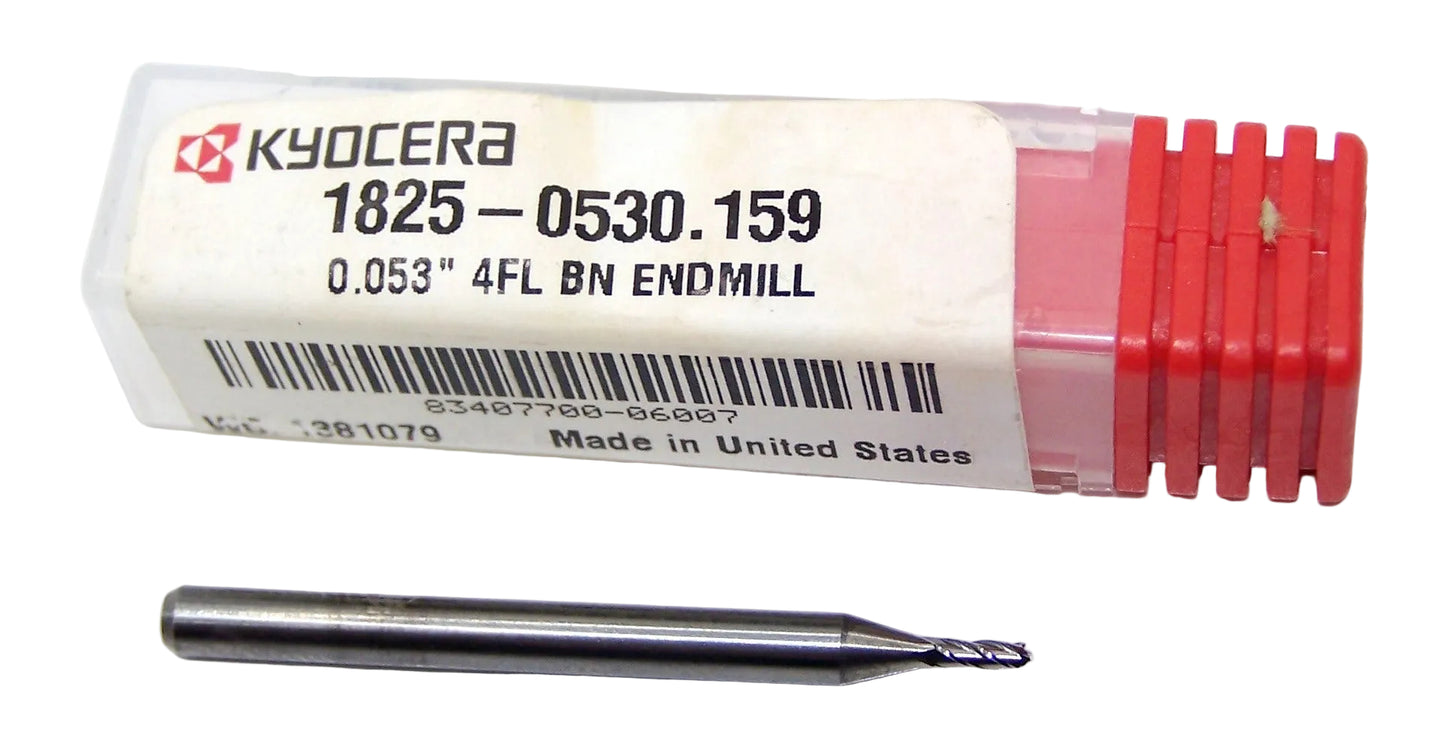 KYOCERA
1825-0530.159
0.053" 4FL BN ENDMILL
83407700-06007
1381079 Made in United States